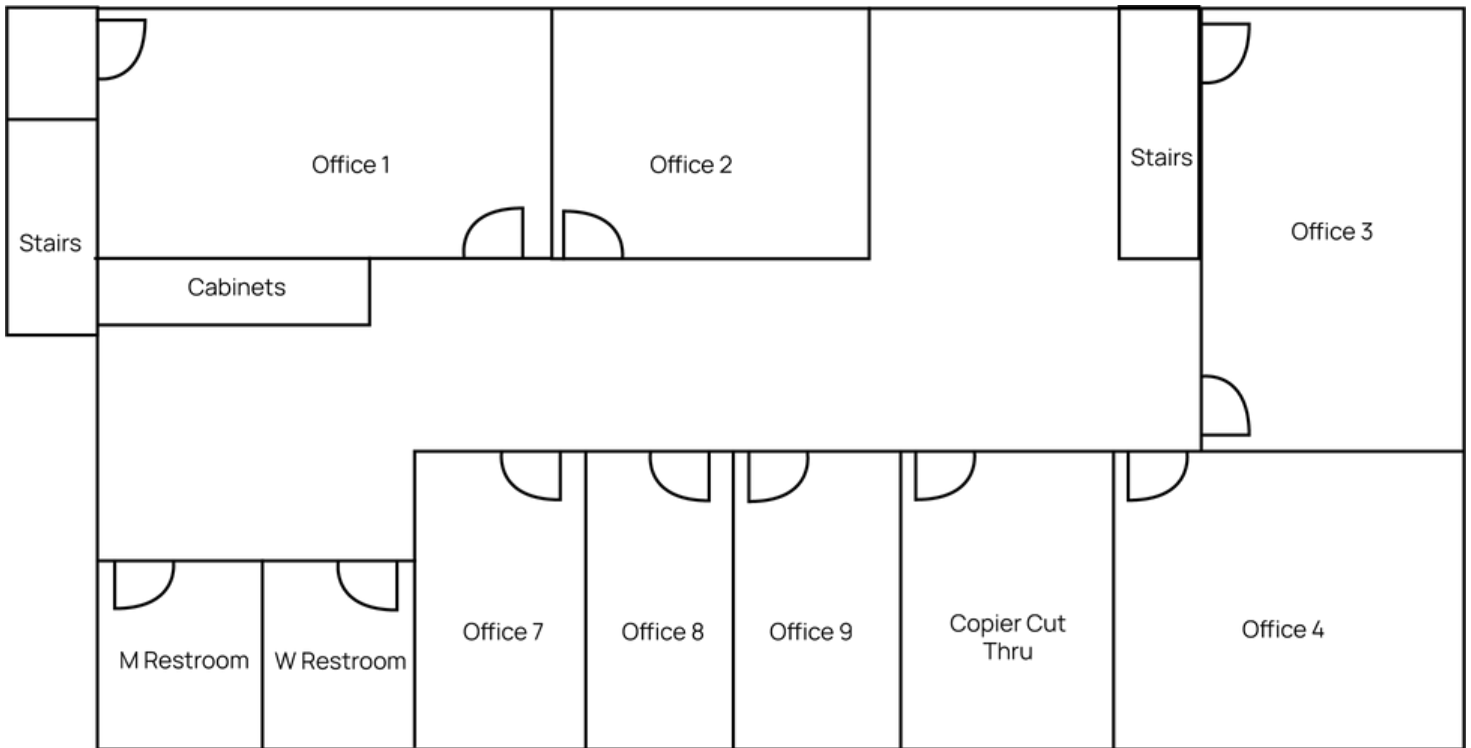 Office 1
Office 2
Stairs
Office 3
Stairs
Cabinets
Office 7
Office 8
Office 9
Copier Cut
Thru
Office 4
M Restroom
W Restroom